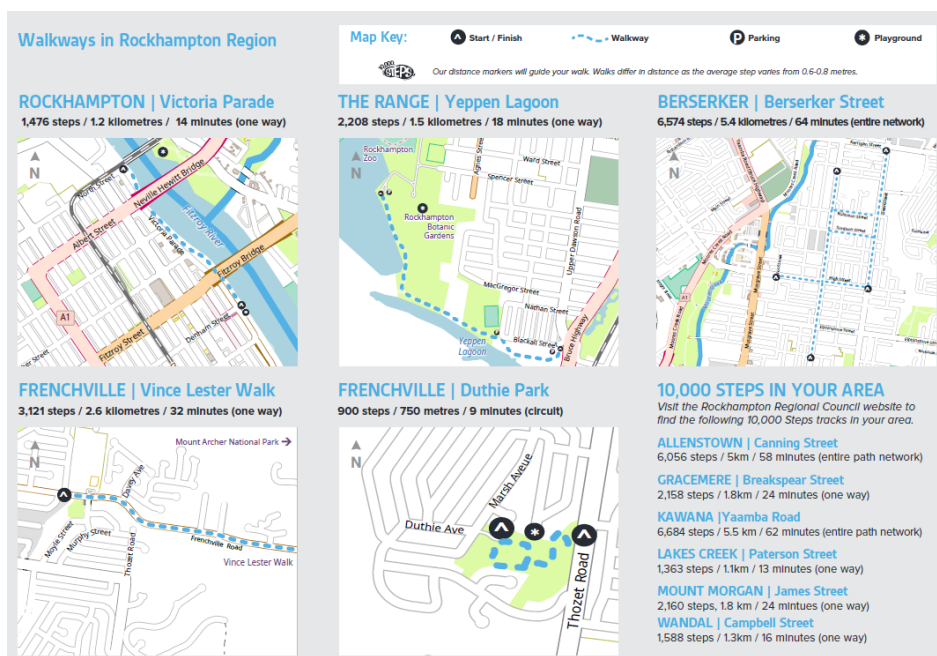 Walkways in Rockhampton Region
Map Key:
Start / Finish
Walkway
P
Parking
Playground
10,000 STEPS
Our distance markers will guide your walk. Walks differ in distance as the average step varies from 0.6-0.8 metres.
ROCKHAMPTON | Victoria Parade
1,476 steps / 1.2 kilometres / 14 minutes (one way)
N
North Street
Neville Hewitt Bridge
Albert Street
Victoria Parade
Fitzroy River
Fitzroy Bridge
A1
Denham Street
Fitzroy Street
THE RANGE | Yeppen Lagoon
2,208 steps / 1.5 kilometres / 18 minutes (one way)
N
Rockhampton
Zoo
Agnes Street
Ward Street
Spencer Street
Rockhampton
Botanic
Gardens
Upper Dawson Road
MacGregor Street
Nathan Street
Yeppen
Lagoon
Blackall Street
Bruce Highway
BERSERKER | Berserker Street
6,574 steps / 5.4 kilometres / 64 minutes (entire network)
N
High Street
Musgrave Street
A1
FRENCHVILLE | Vince Lester Walk
3,121 steps / 2.6 kilometres / 32 minutes (one way)
N
Mount Archer National Park
Davey Ave
Moyle Street
Murphy Street
Thozet Road
Frenchville Road
Vince Lester Walk
FRENCHVILLE | Duthie Park
900 steps / 750 metres / 9 minutes (circuit)
N
Marsh Aveue
Duthie Ave
Thozet Road
10,000 STEPS IN YOUR AREA
Visit the Rockhampton Regional Council website to
find the following 10,000 Steps tracks in your area.
ALLENSTOWN | Canning Street
6,056 steps / 5km / 58 minutes (entire path network)
GRACEMERE | Breakspear Street
2,158 steps / 1.8km / 24 minutes (one way)
KAWANA |Yaamba Road
6,684 steps / 5.5 km / 62 minutes (entire path network)
LAKES CREEK | Paterson Street
1,363 steps / 1.1km / 13 minutes (one way)
MOUNT MORGAN | James Street
2,160 steps, 1.8 km / 24 mintues (one way)
WANDAL | Campbell Street
1,588 steps / 1.3km / 16 minutes (one way)